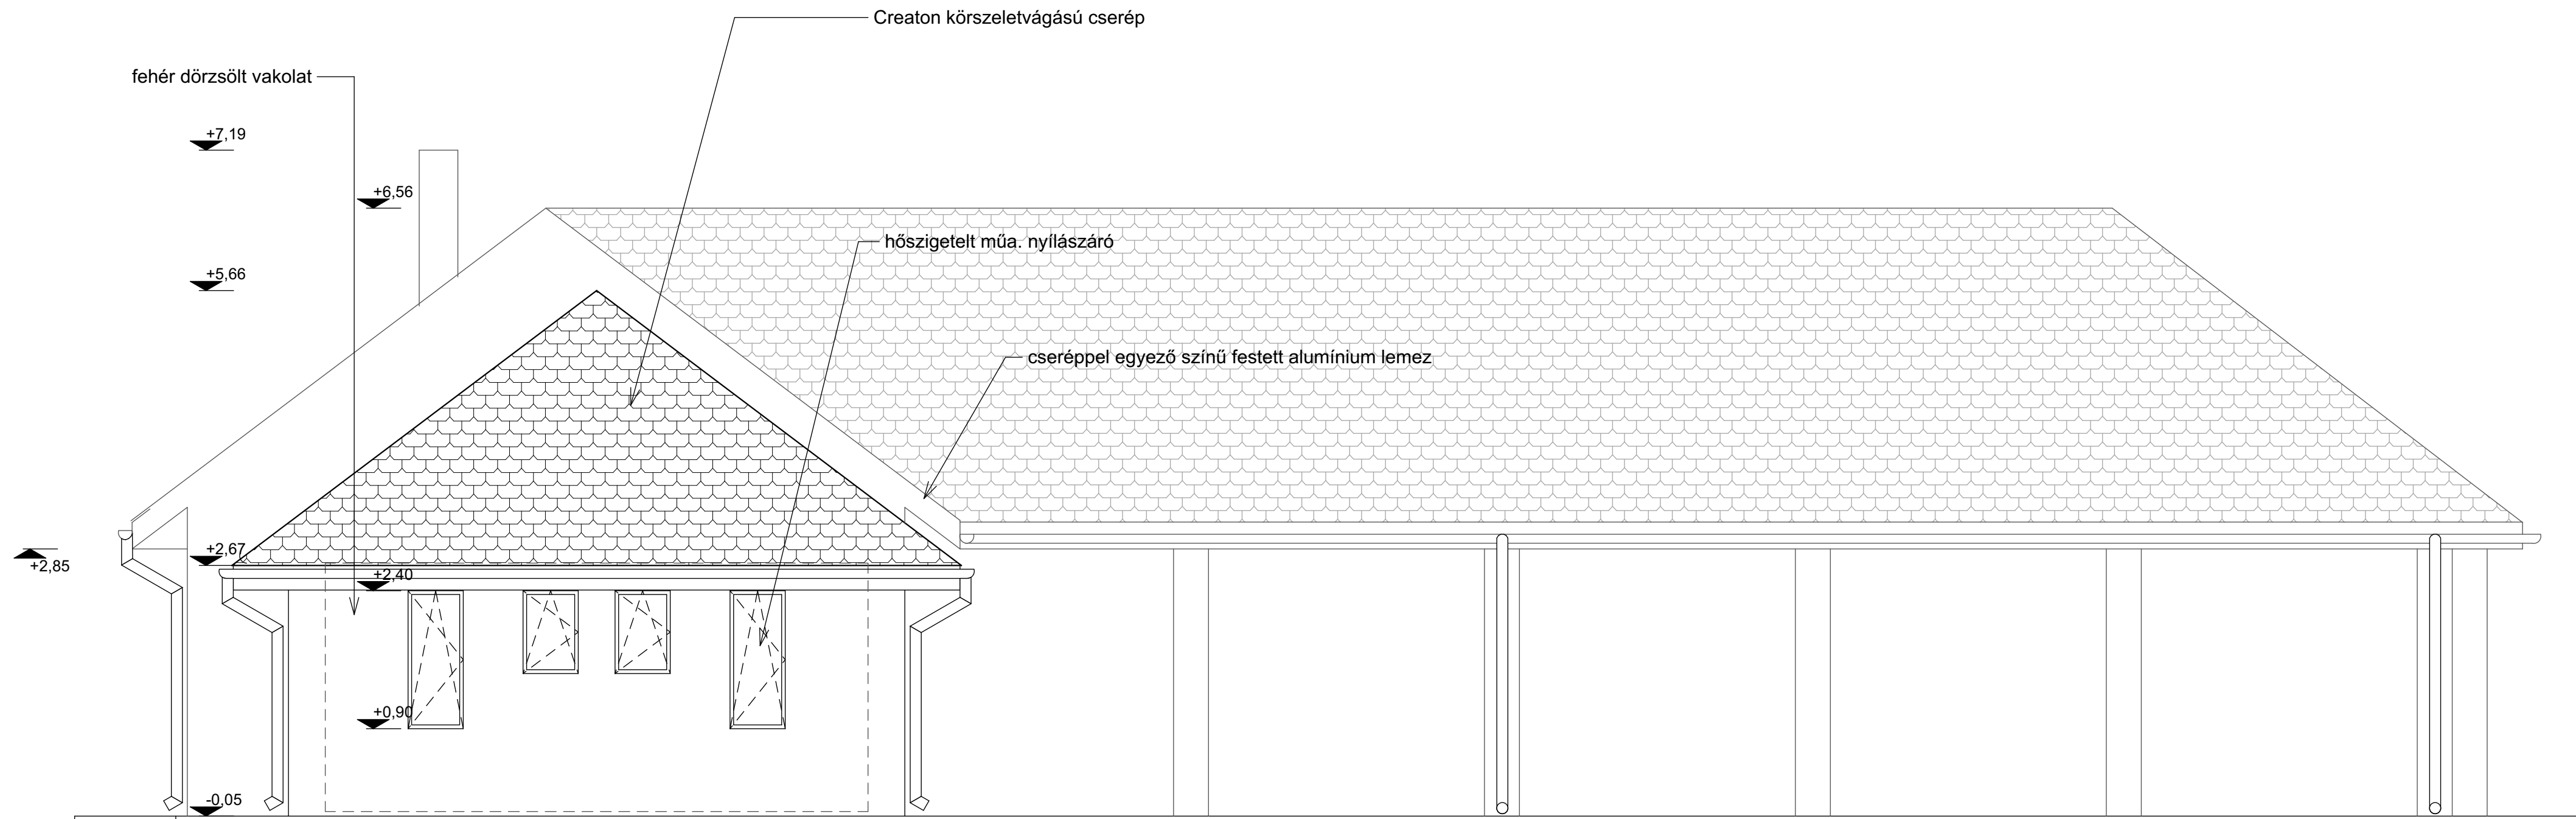 Creaton körszeletvágású cserép
fehér dörzsölt vakolat
+7,19
+6,56
hőszigetelt műa. nyílászáró
+5,66
cseréppel egyező színű festett alumínium lemez
+2,67
+2,85
+2,40
+0,90
-0,05